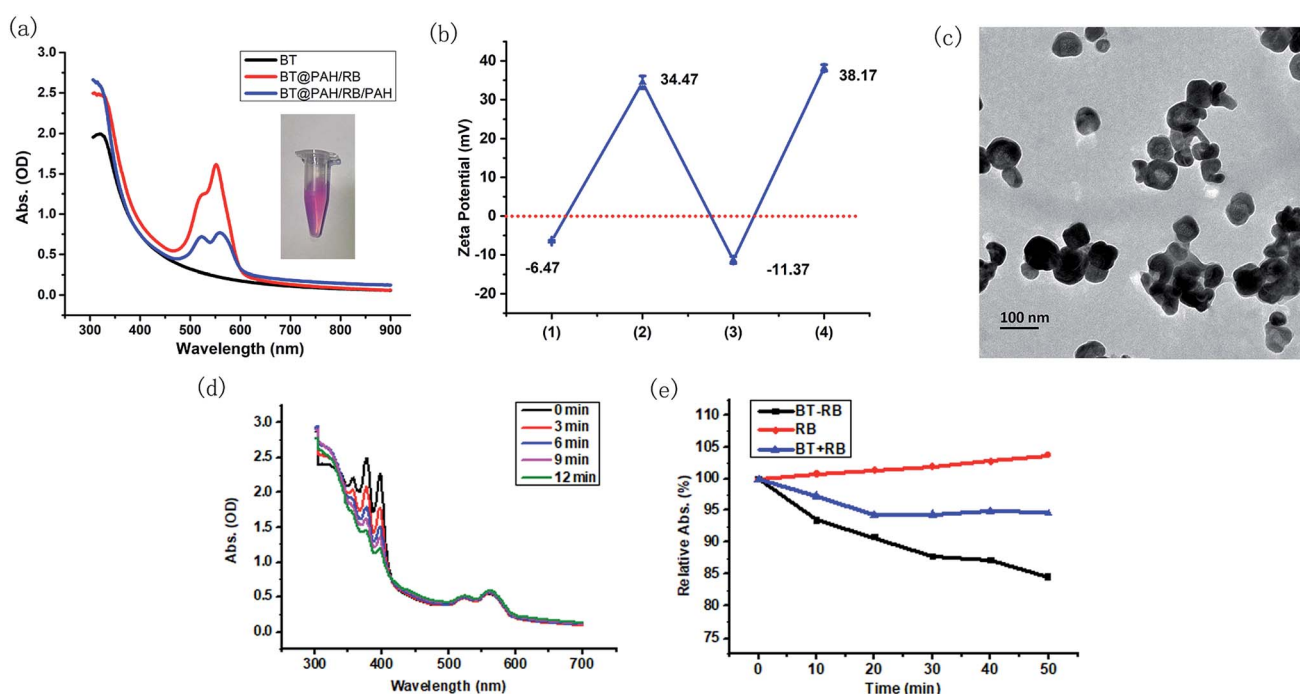 (a)
Abs. (OD)
3.0
2.5
2.0
1.5
1.0
0.5
0.0
300 400 500 600 700 800 900
Wavelength (nm)
BT
BT@PAH/RB
BT@PAH/RB/PAH
(b)
Zeta Potential (mV)
40
30
20
10
0
-10
-20
-6.47
34.47
-11.37
38.17
(1) (2) (3) (4)
(c)
100 nm
(d)
Abs. (OD)
3.0
2.5
2.0
1.5
1.0
0.5
0.0
300 400 500 600 700
Wavelength (nm)
0 min
3 min
6 min
9 min
12 min
(e)
Relative Abs. (%)
110
105
100
95
90
85
80
75
0 10 20 30 40 50
Time (min)
BT-RB
RB
BT+RB